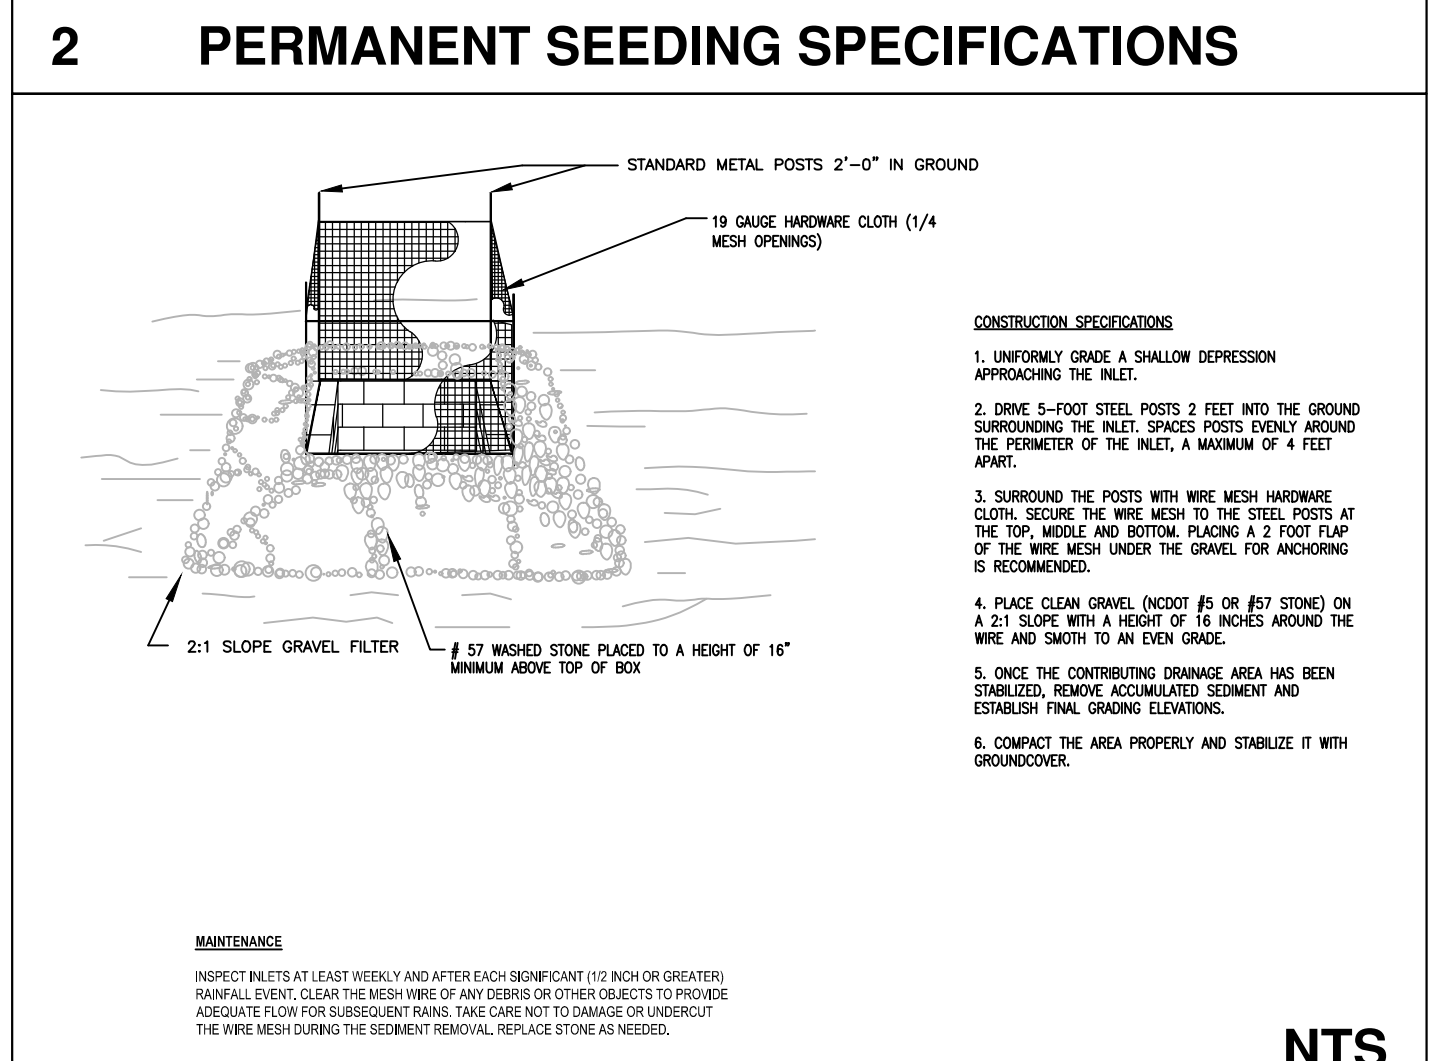 2 PERMANENT SEEDING SPECIFICATIONS
STANDARD METAL POSTS 2'-0" IN GROUND
19 GAUGE HARDWARE CLOTH (1/4
MESH OPENINGS)
2:1 SLOPE GRAVEL FILTER
# 57 WASHED STONE PLACED TO A HEIGHT OF 16"
MINIMUM ABOVE TOP OF BOX
CONSTRUCTION SPECIFICATIONS
1. UNIFORMLY GRADE A SHALLOW DEPRESSION
APPROACHING THE INLET.
2. DRIVE 5-FOOT STEEL POSTS 2 FEET INTO THE GROUND
SURROUNDING THE INLET. SPACES POSTS EVENLY AROUND
THE PERIMETER OF THE INLET, A MAXIMUM OF 4 FEET
APART.
3. SURROUND THE POSTS WITH WIRE MESH HARDWARE
CLOTH. SECURE THE WIRE MESH TO THE STEEL POSTS AT
THE TOP, MIDDLE AND BOTTOM. PLACING A 2 FOOT FLAP
OF THE WIRE MESH UNDER THE GRAVEL FOR ANCHORING
IS RECOMMENDED.
4. PLACE CLEAN GRAVEL (NCDOT #5 OR #57 STONE) ON
A 2:1 SLOPE WITH A HEIGHT OF 16 INCHES AROUND THE
WIRE AND SMOTH TO AN EVEN GRADE.
5. ONCE THE CONTRIBUTING DRAINAGE AREA HAS BEEN
STABILIZED, REMOVE ACCUMULATED SEDIMENT AND
ESTABLISH FINAL GRADING ELEVATIONS.
6. COMPACT THE AREA PROPERLY AND STABILIZE IT WITH
GROUNDCOVER.
MAINTENANCE
INSPECT INLETS AT LEAST WEEKLY AND AFTER EACH SIGNIFICANT (1/2 INCH OR GREATER)
RAINFALL EVENT. CLEAR THE MESH WIRE OF ANY DEBRIS OR OTHER OBJECTS TO PROVIDE
ADEQUATE FLOW FOR SUBSEQUENT RAINS. TAKE CARE NOT TO DAMAGE OR UNDERCUT
THE WIRE MESH DURING THE SEDIMENT REMOVAL. REPLACE STONE AS NEEDED.
NTS